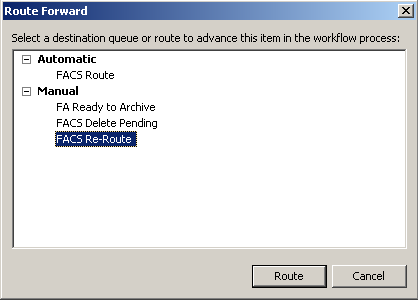 Route Forward
Select a destination queue or route to advance this item in the workflow process:
Automatic
FACS Route
Manual
FA Ready to Archive
FACS Delete Pending
FACS Re-Route
Route Cancel